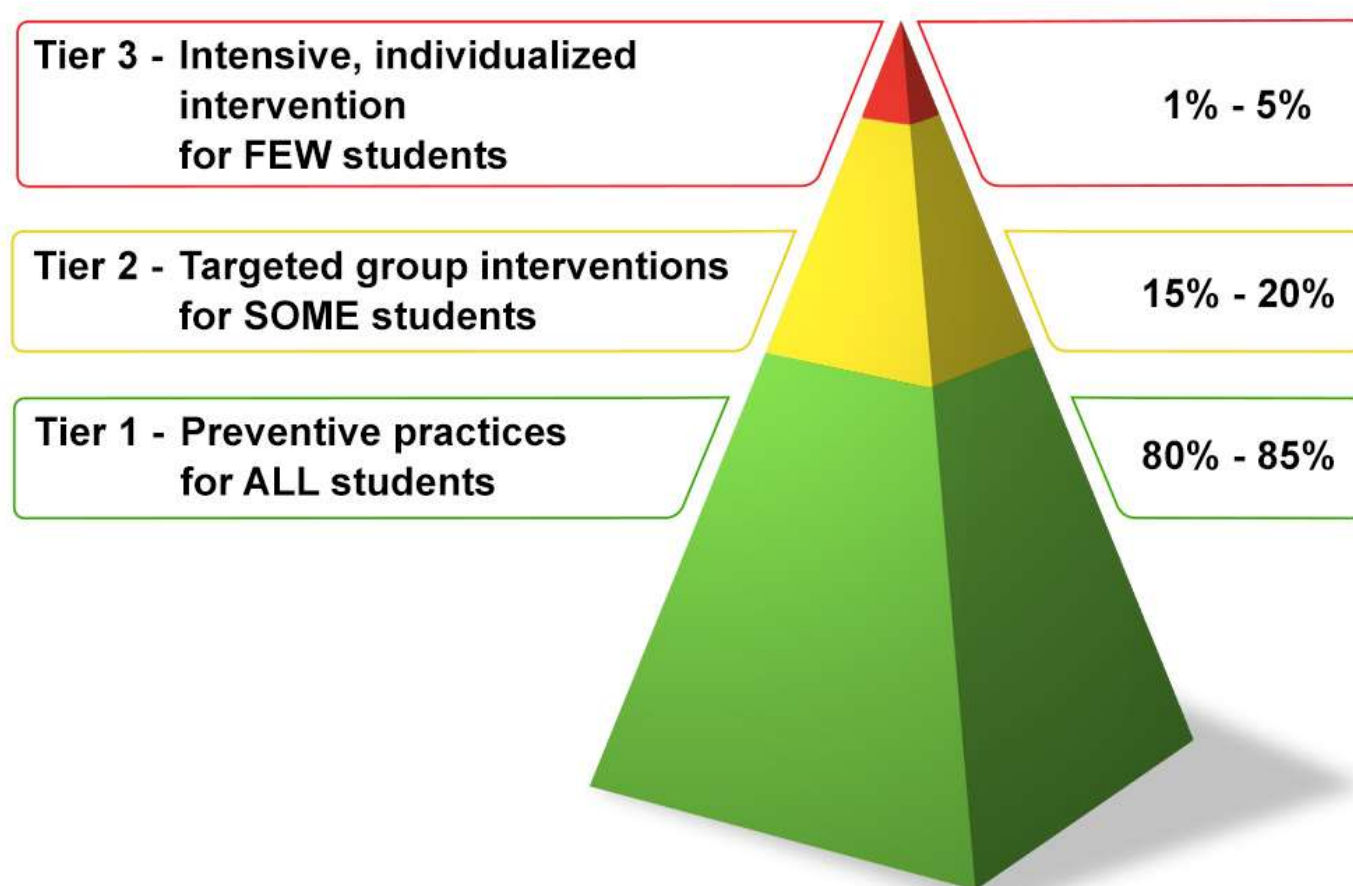 Tier 3 - Intensive, individualized
intervention
for FEW students
1% - 5%
Tier 2 - Targeted group interventions
for SOME students
15% - 20%
Tier 1 - Preventive practices
for ALL students
80% - 85%